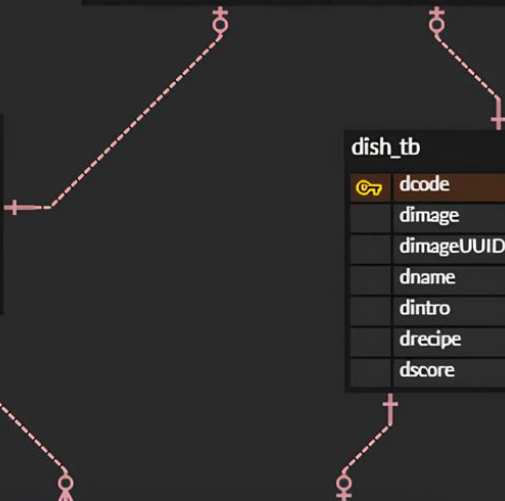 dish_tb
dcode
dimage
dimageUUID
dname
dintro
drecipe
dscore